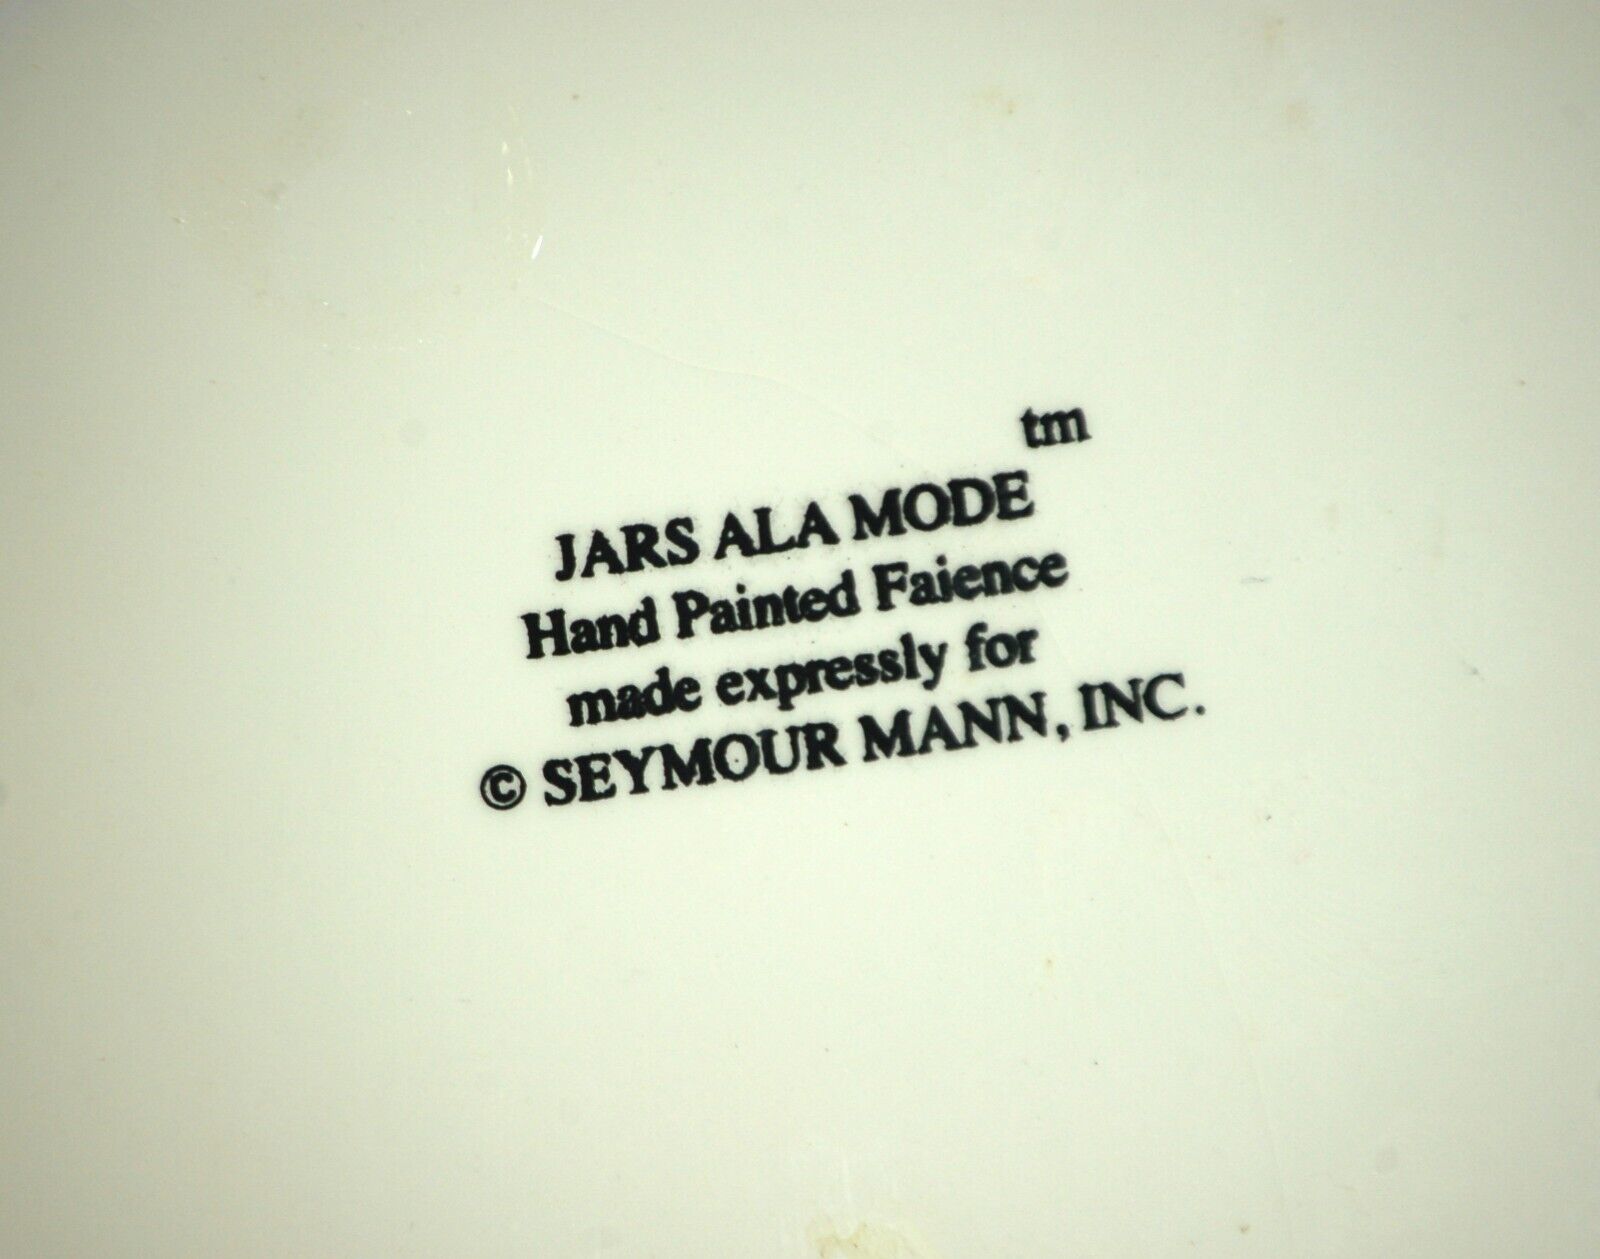 tm
JARS ALA MODE
Hand Painted Faience
made expressly for
© SEYMOUR MANN, INC.